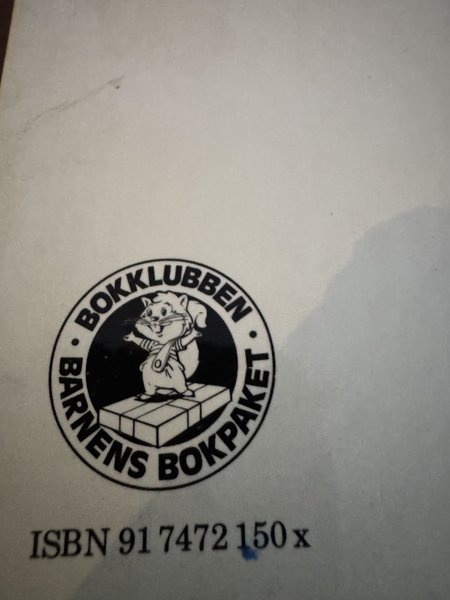 BOKKLUBBEN
BARNENS BOKPAKET
ISBN 91 7472 150 x